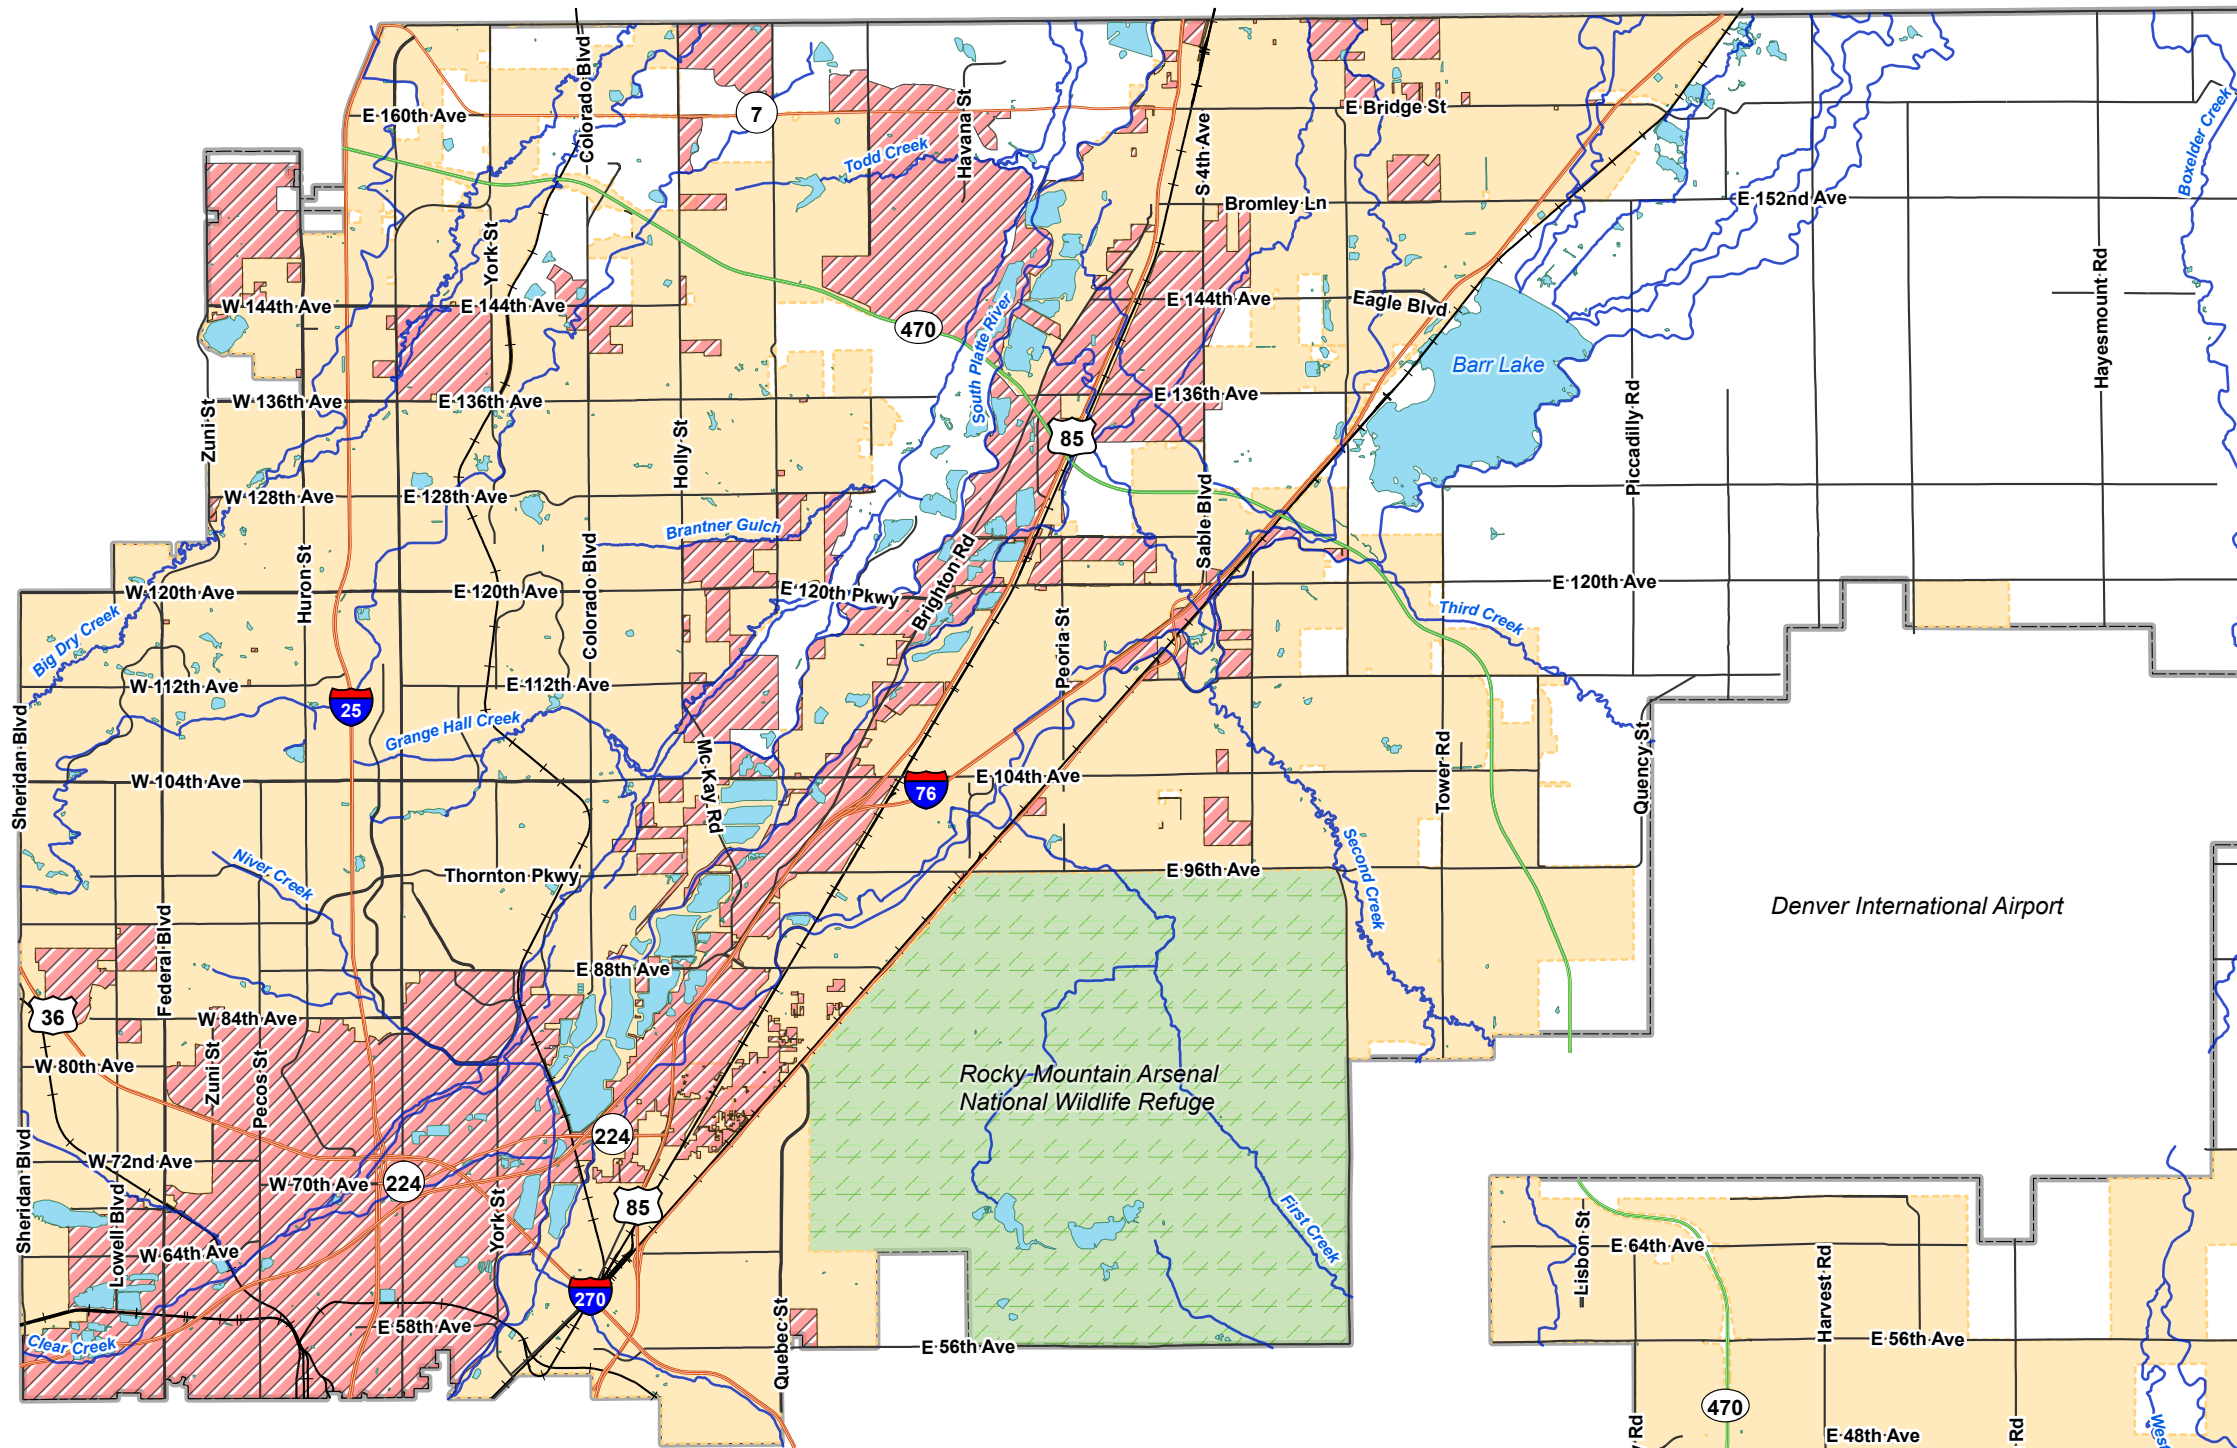 Colorado Blvd
7
E 160th Ave
Havana St
S 4th Ave
E Bridge St
Boxelder Creek
Todd Creek
Bromley Ln
E 152nd Ave
York St
W 144th Ave
E 144th Ave
E 144th Ave
Eagle Blvd
Hayesmount Rd
470
South Platte River
Barr Lake
W 136th Ave
E 136th Ave
E 136th Ave
Piccadilly Rd
Zuni St
Holly St
85
W 128th Ave
E 128th Ave
Sable Blvd
Brantner Gulch
Huron St
Colorado Blvd
Brighton Rd
W 120th Ave
E 120th Ave
E 120th Pkwy
E 120th Ave
Big Dry Creek
Peoria St
Third Creek
W 112th Ave
E 112th Ave
25
Grange Hall Creek
Sheridan Blvd
Mc Kay Rd
Tower Rd
Quency St
W 104th Ave
76
E 104th Ave
Niver Creek
Thornton Pkwy
E 96th Ave
Second Creek
Denver International Airport
Federal Blvd
E 88th Ave
36
W 84th Ave
W 80th Ave
Zuni St
Pecos St
Rocky Mountain Arsenal
National Wildlife Refuge
224
Sheridan Blvd
W 72nd Ave
W 70th Ave
224
Lowell Blvd
York St
85
First Creek
Lisbon St
W 64th Ave
E 64th Ave
Harvest Rd
270
Clear Creek
E 58th Ave
Quebec St
E 56th Ave
E 56th Ave
470
Rd
E 48th Ave
Rd
West